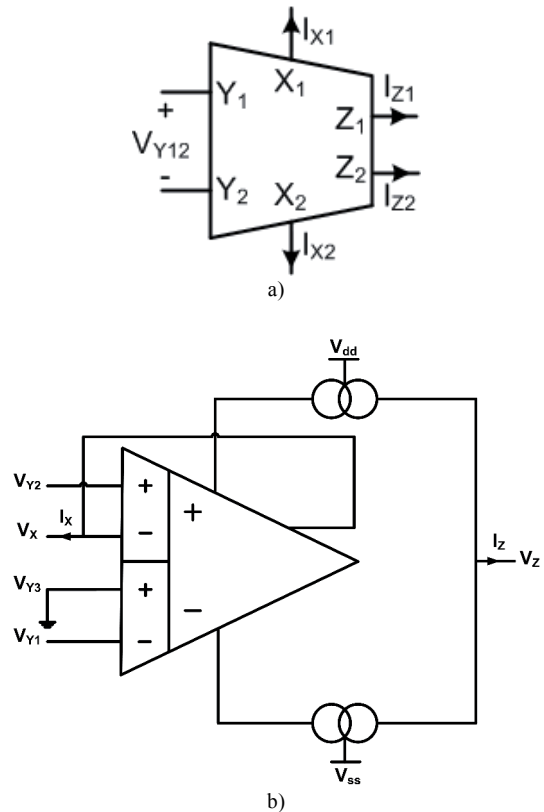 I_X1
X_1
Y_1
I_Z1
+
Z_1
V_Y12
Z_2
-
Y_2
X_2
I_Z2
I_X2
a)
V_dd
V_Y2
+
I_X
+
V_X
-
I_Z
V_Z
V_Y3
+
-
V_Y1
-
V_ss
b)